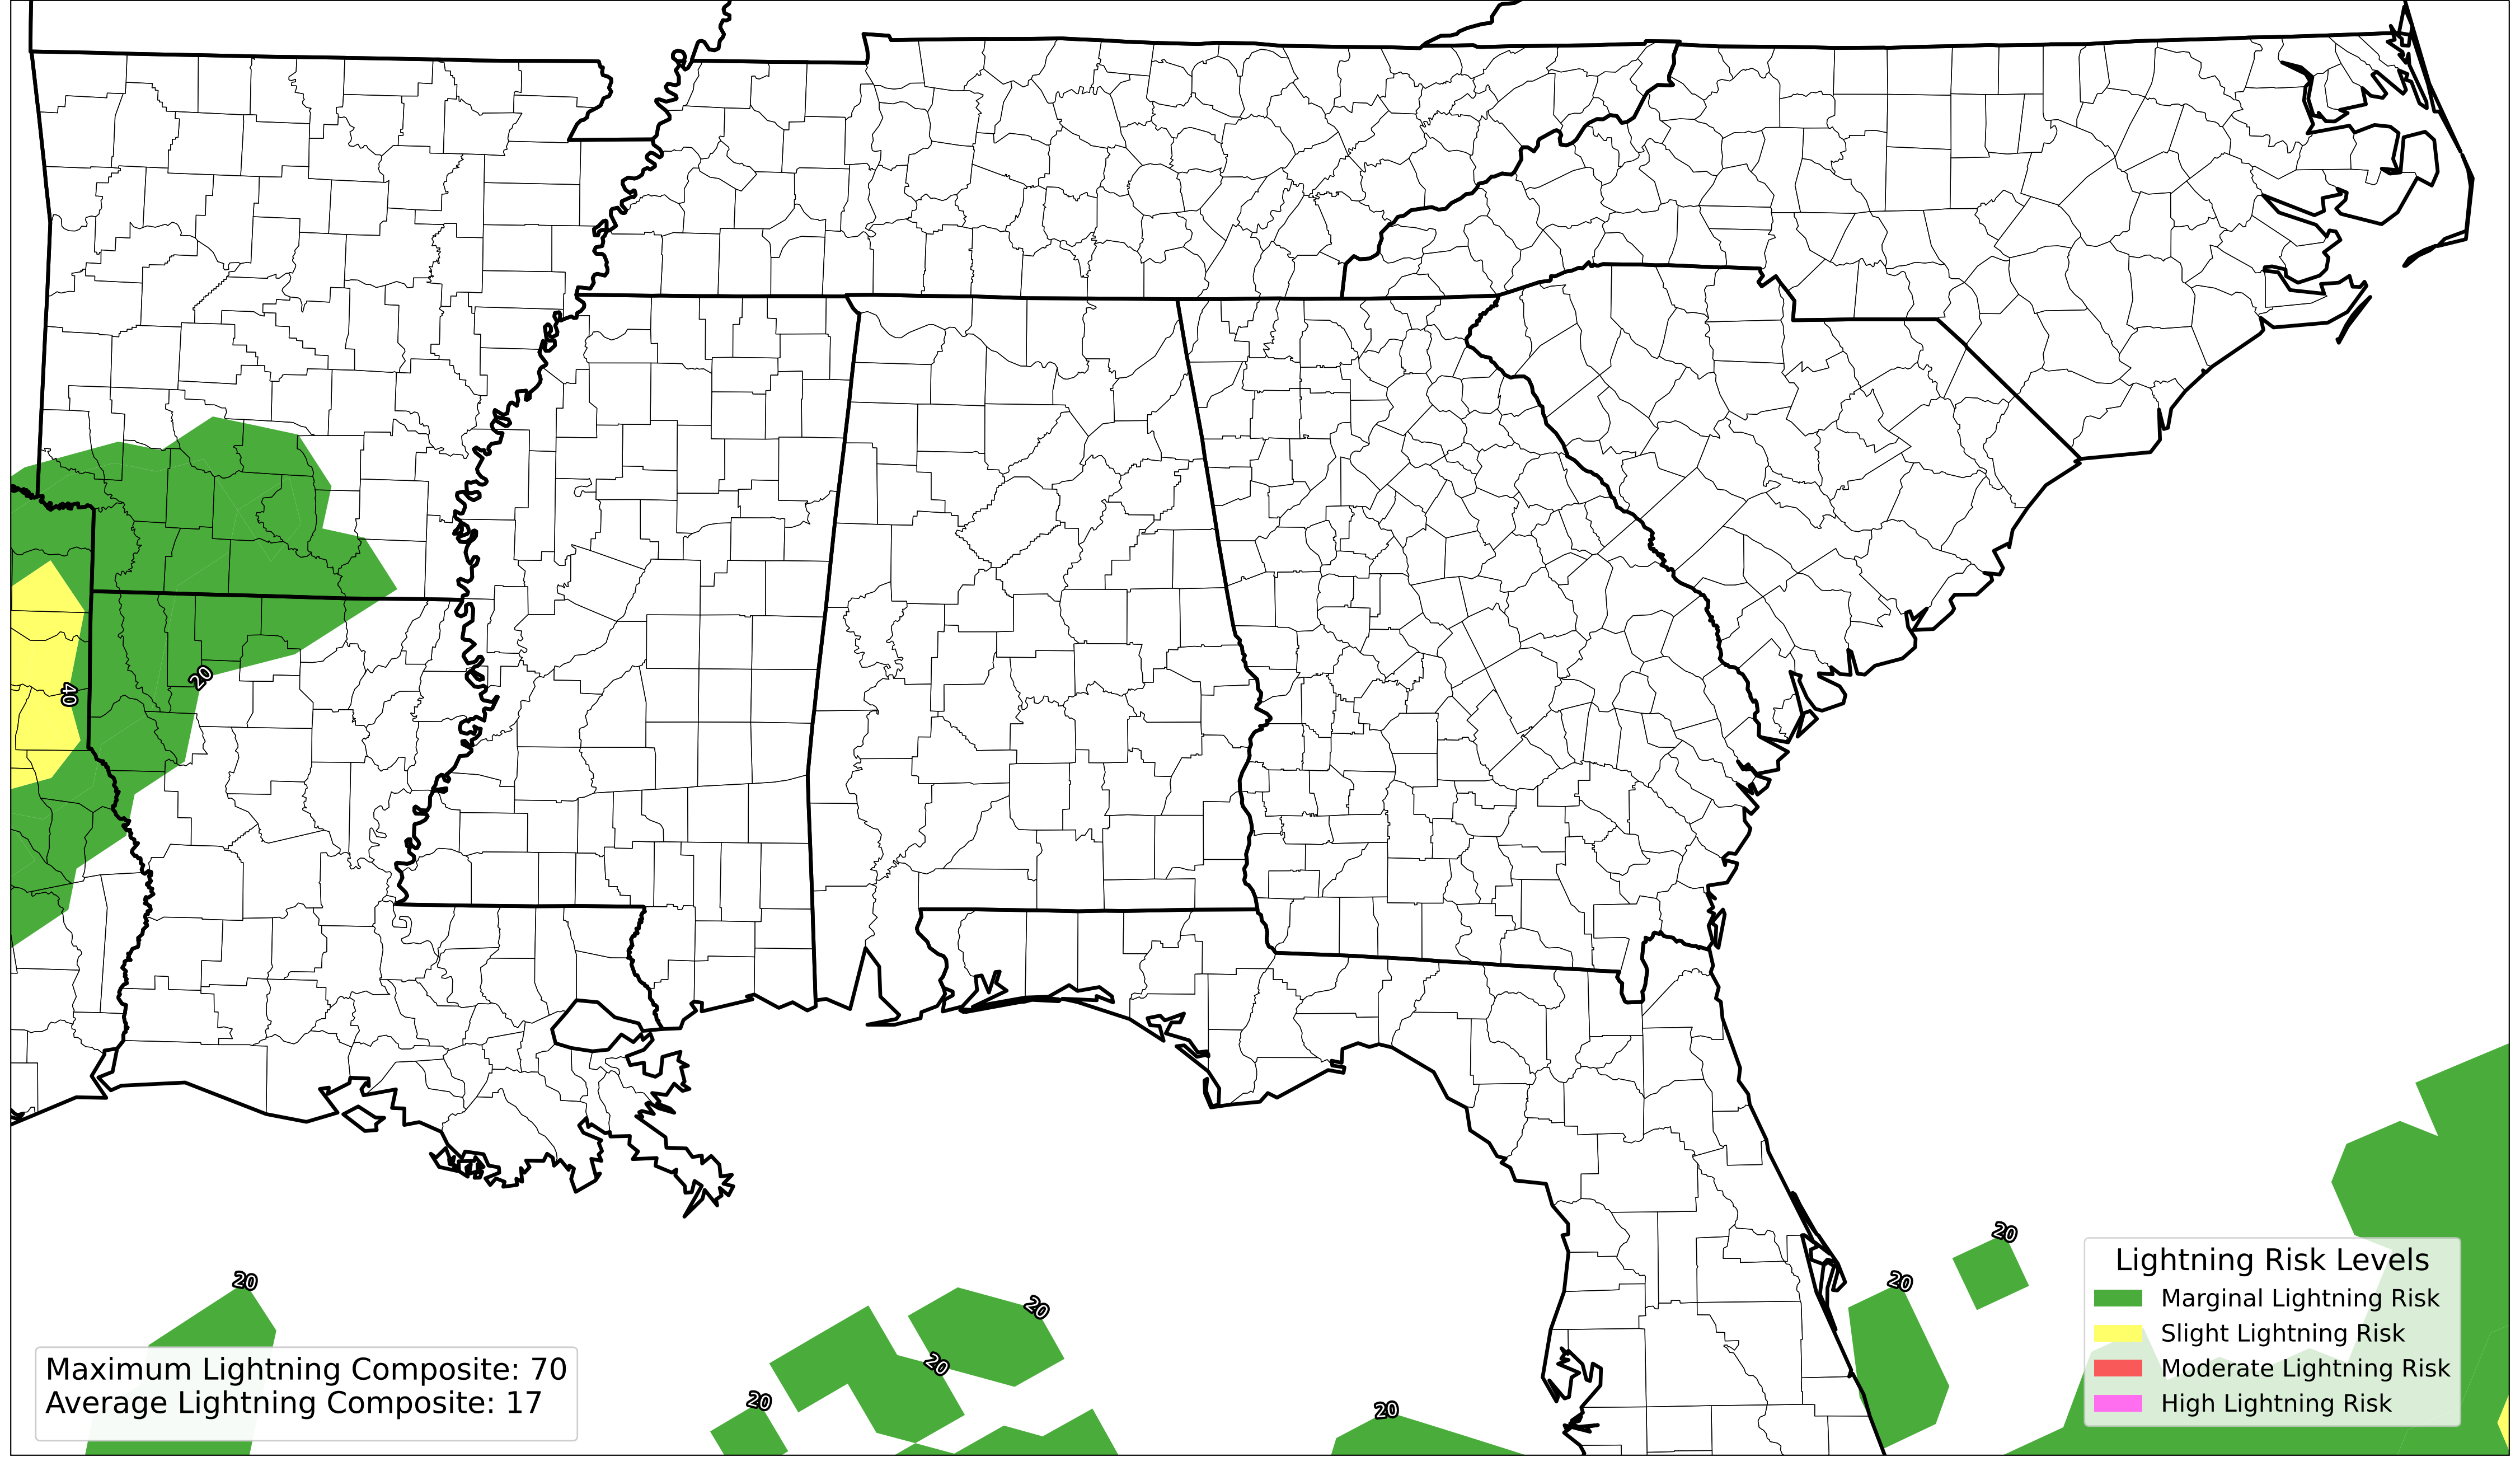 20
40
20
20
20
20
20
20
20
20
Maximum Lightning Composite: 70
Average Lightning Composite: 17
Lightning Risk Levels
Marginal Lightning Risk
Slight Lightning Risk
Moderate Lightning Risk
High Lightning Risk